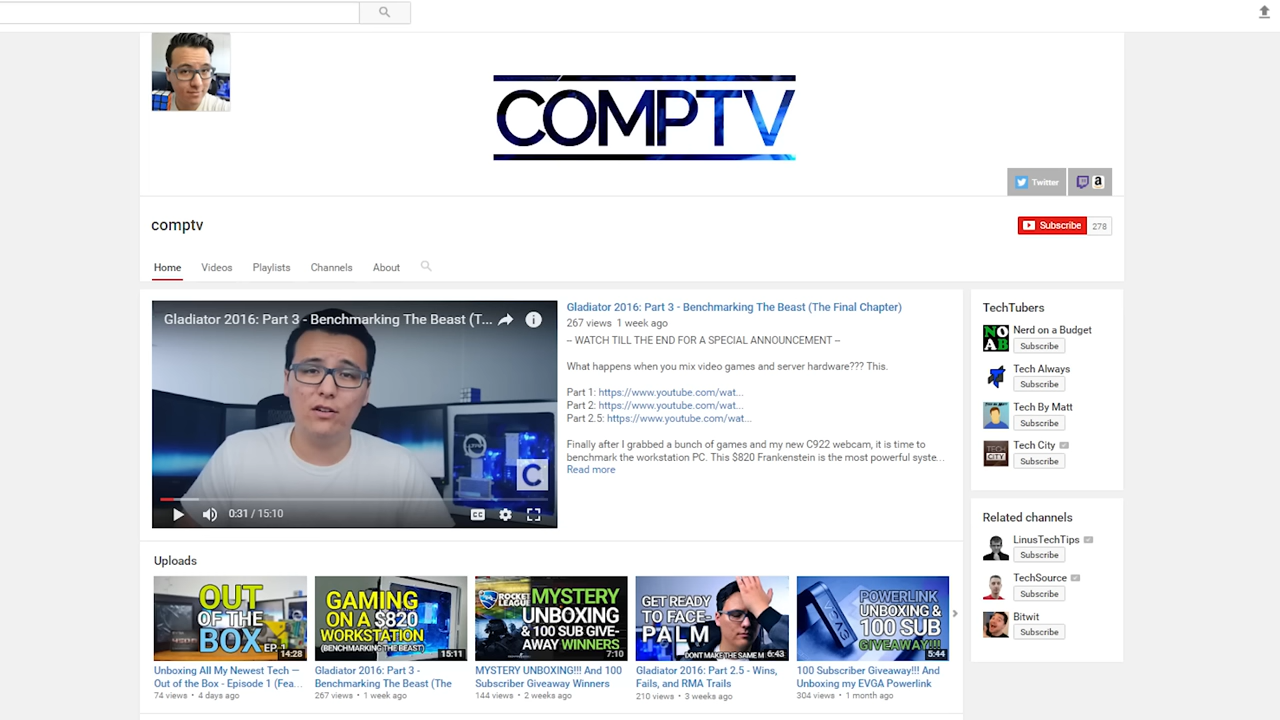 COMPTV
Twitter
a
comptv
Subscribe 278
Home Videos Playlists Channels About
Gladiator 2016: Part 3 - Benchmarking The Beast (T...
C
0:31 / 15:10
CC
Gladiator 2016: Part 3 - Benchmarking The Beast (The Final Chapter)
267 views 1 week ago
-- WATCH TILL THE END FOR A SPECIAL ANNOUNCEMENT --
What happens when you mix video games and server hardware??? This.
Part 1: https://www.youtube.com/wat...
Part 2: https://www.youtube.com/wat...
Part 2.5: https://www.youtube.com/wat...
Finally after I grabbed a bunch of games and my new C922 webcam, it is time to
benchmark the workstation PC. This $820 Frankenstein is the most powerful syste...
Read more
TechTubers
NOAB
Nerd on a Budget
Subscribe
Tech Always
Subscribe
Tech By Matt
Subscribe
TECH
CITY
Tech City
Subscribe
Related channels
LinusTechTips
Subscribe
TechSource
Subscribe
Bitwit
Subscribe
Uploads
OUT
OF THE
BOX EP.1
14:28
Unboxing All My Newest Tech —
Out of the Box - Episode 1 (Fea...
74 views • 4 days ago
GAMING
ON A $820
WORKSTATION
(BENCHMARKING THE BEAST)
15:11
Gladiator 2016: Part 3 -
Benchmarking The Beast (The
267 views • 1 week ago
ROCKET
LEAGUE
MYSTERY
UNBOXING
& 100 SUB GIVE-
AWAY WINNERS
7:10
MYSTERY UNBOXING!!! And 100
Subscriber Giveaway Winners
144 views • 2 weeks ago
GET READY
TO FACE-
PALM
DON'T MAKE THE SAME M
6:43
Gladiator 2016: Part 2.5 - Wins,
Fails, and RMA Trails
210 views • 3 weeks ago
POWERLINK
UNBOXING &
100 SUB
GIVEAWAY!!!
EVGA
5:44
100 Subscriber Giveaway!!! And
Unboxing my EVGA Powerlink
304 views • 1 month ago